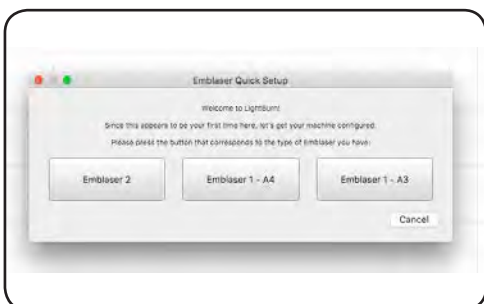 Emblaser Quick Setup
Welcome to LightBurn!
Since this appears to be your first time here, let's get your machine configured.
Please press the button that corresponds to the type of Emblaser you have:
Emblaser 2
Emblaser 1 - A4
Emblaser 1 - A3
Cancel